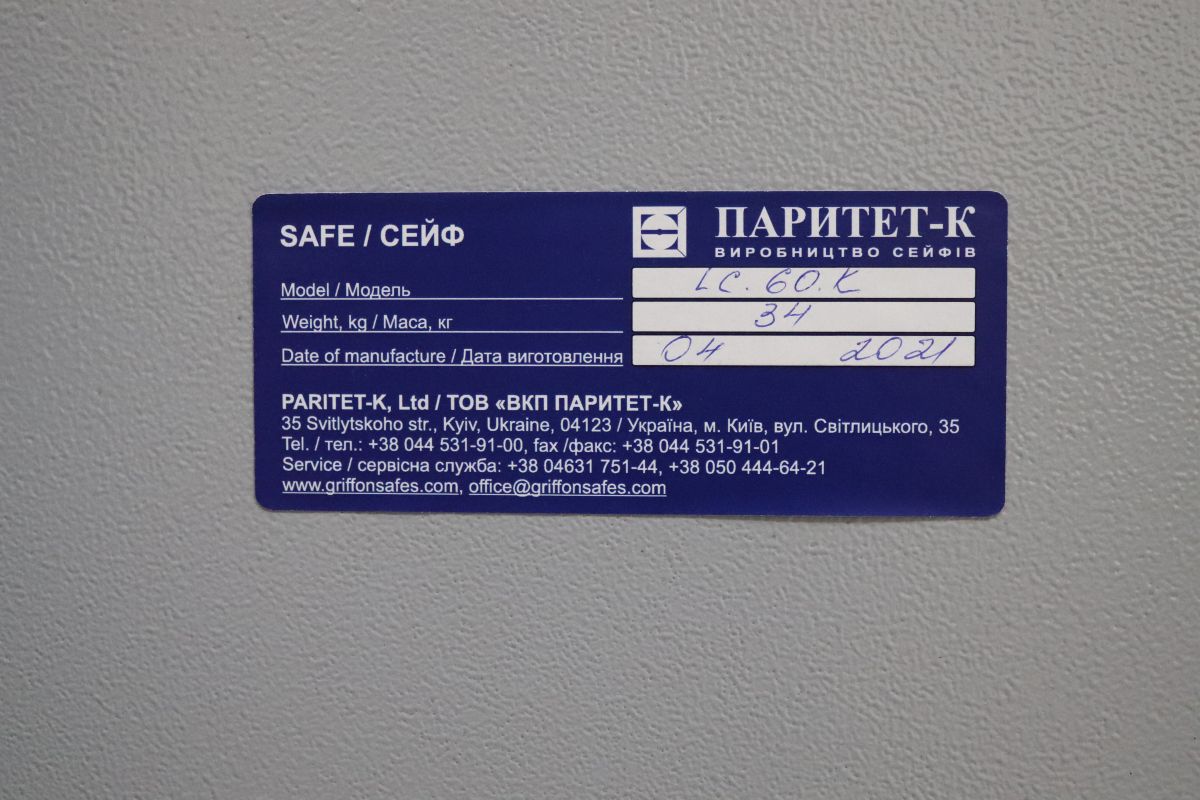 SAFE / СЕЙФ
ПАРИТЕТ-К
ВИРОБНИЦТВО СЕЙФІВ
Model / Модель LC.60.K
Weight, kg / Маса, кг 34
Date of manufacture / Дата виготовлення 04 2021
PARITET-K, Ltd / ТОВ «ВКП ПАРИТЕТ-К»
35 Svitlytskoho str., Kyiv, Ukraine, 04123 / Україна, м. Київ, вул. Світлицького, 35
Tel. / тел.: +38 044 531-91-00, fax /факс: +38 044 531-91-01
Service / сервісна служба: +38 04631 751-44, +38 050 444-64-21
www.griffonsafes.com, office@griffonsafes.com